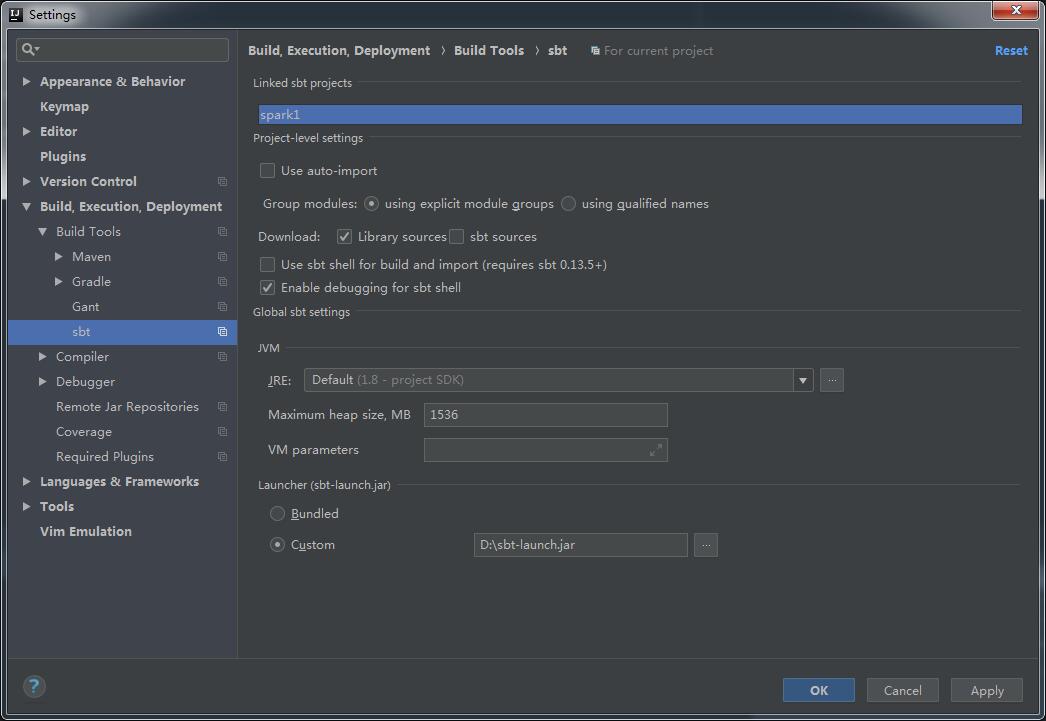 Settings
Build, Execution, Deployment › Build Tools › sbt For current project Reset
Appearance & Behavior
Keymap
Editor
Plugins
Version Control
Build, Execution, Deployment
Build Tools
Maven
Gradle
Gant
sbt
Compiler
Debugger
Remote Jar Repositories
Coverage
Required Plugins
Languages & Frameworks
Tools
Vim Emulation
Linked sbt projects
spark1
Project-level settings
Use auto-import
Group modules: using explicit module groups using qualified names
Download: Library sources sbt sources
Use sbt shell for build and import (requires sbt 0.13.5+)
Enable debugging for sbt shell
Global sbt settings
JVM
JRE: Default (1.8 - project SDK) ...
Maximum heap size, MB 1536
VM parameters
Launcher (sbt-launch.jar)
Bundled
Custom D:\sbt-launch.jar ...
? OK Cancel Apply